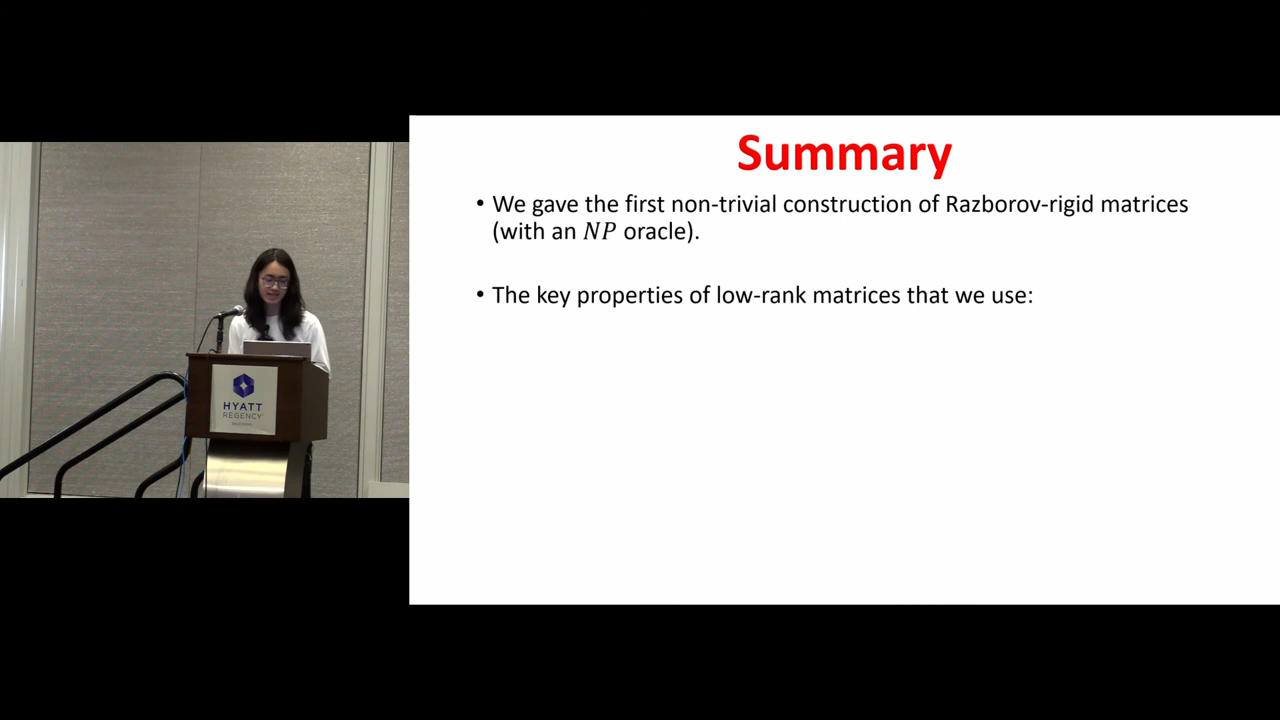 Summary
• We gave the first non-trivial construction of Razborov-rigid matrices
(with an NP oracle).
• The key properties of low-rank matrices that we use:
HYATT
REGENCY